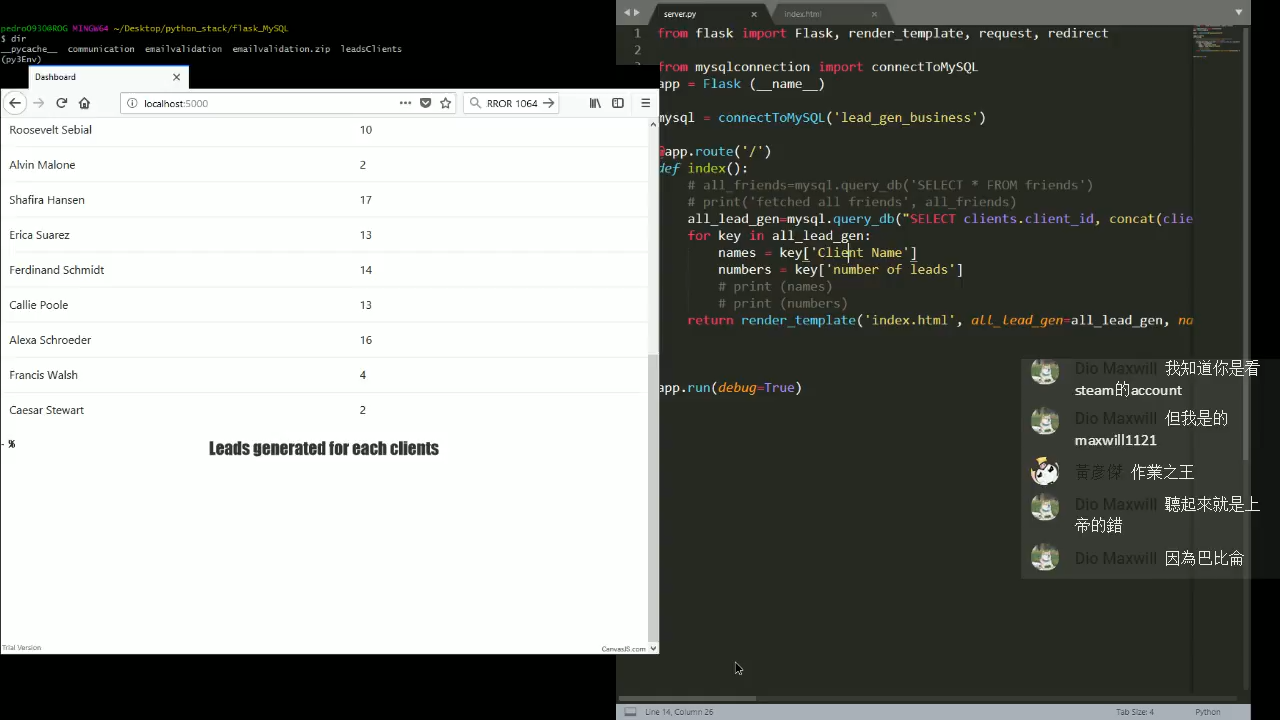 pedro0930@ROG MINGW64 ~/Desktop/python_stack/flask_MySQL
$ dir
__pycache__  communication  emailvalidation  emailvalidation.zip  leadsClients
(py3Env)
Dashboard
localhost:5000
RROR 1064
Roosevelt Sebial 10
Alvin Malone 2
Shafira Hansen 17
Erica Suarez 13
Ferdinand Schmidt 14
Callie Poole 13
Alexa Schroeder 16
Francis Walsh 4
Caesar Stewart 2
- %
Leads generated for each clients
Trial Version
CanvasJS.com
server.py
index.html
1 from flask import Flask, render_template, request, redirect
2
from mysqlconnection import connectToMySQL
app = Flask (__name__)
mysql = connectToMySQL('lead_gen_business')
@app.route('/')
def index():
# all_friends=mysql.query_db('SELECT * FROM friends')
# print('fetched all friends', all_friends)
all_lead_gen=mysql.query_db("SELECT clients.client_id, concat(clie
for key in all_lead_gen:
names = key['Client Name']
numbers = key['number of leads']
# print (names)
# print (numbers)
return render_template('index.html', all_lead_gen=all_lead_gen, na
app.run(debug=True)
Dio Maxwill 我知道你是看
steam的account
Dio Maxwill 但我是的
maxwill1121
黃彥傑 作業之王
Dio Maxwill 聽起來就是上
帝的錯
Dio Maxwill 因為巴比侖
Line 14, Column 26
Tab Size: 4
Python